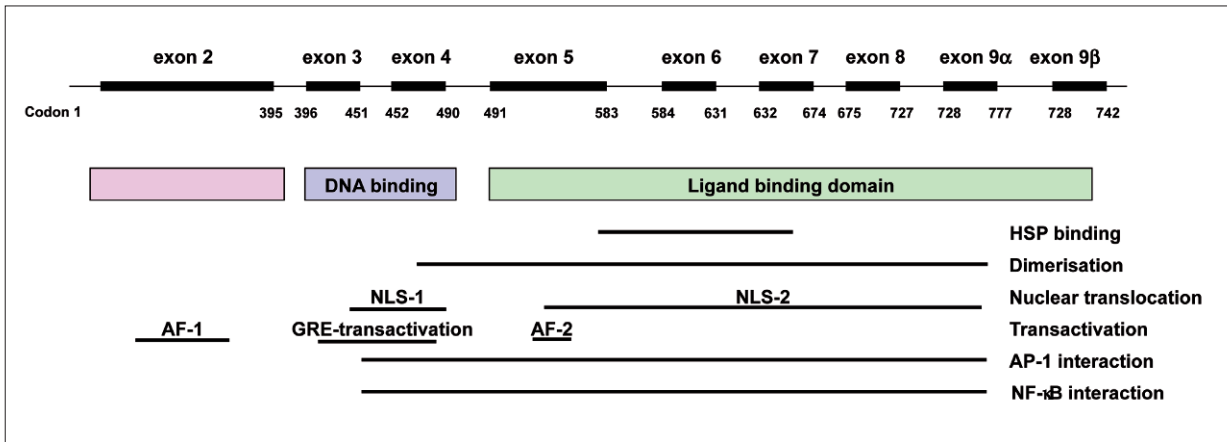 exon 2 exon 3 exon 4 exon 5 exon 6 exon 7 exon 8 exon 9α exon 9β
Codon 1 395 396 451 452 490 491 583 584 631 632 674 675 727 728 777 728 742
DNA binding Ligand binding domain
HSP binding
Dimerisation
NLS-1 NLS-2 Nuclear translocation
AF-1 GRE-transactivation AF-2 Transactivation
AP-1 interaction
NF-κB interaction